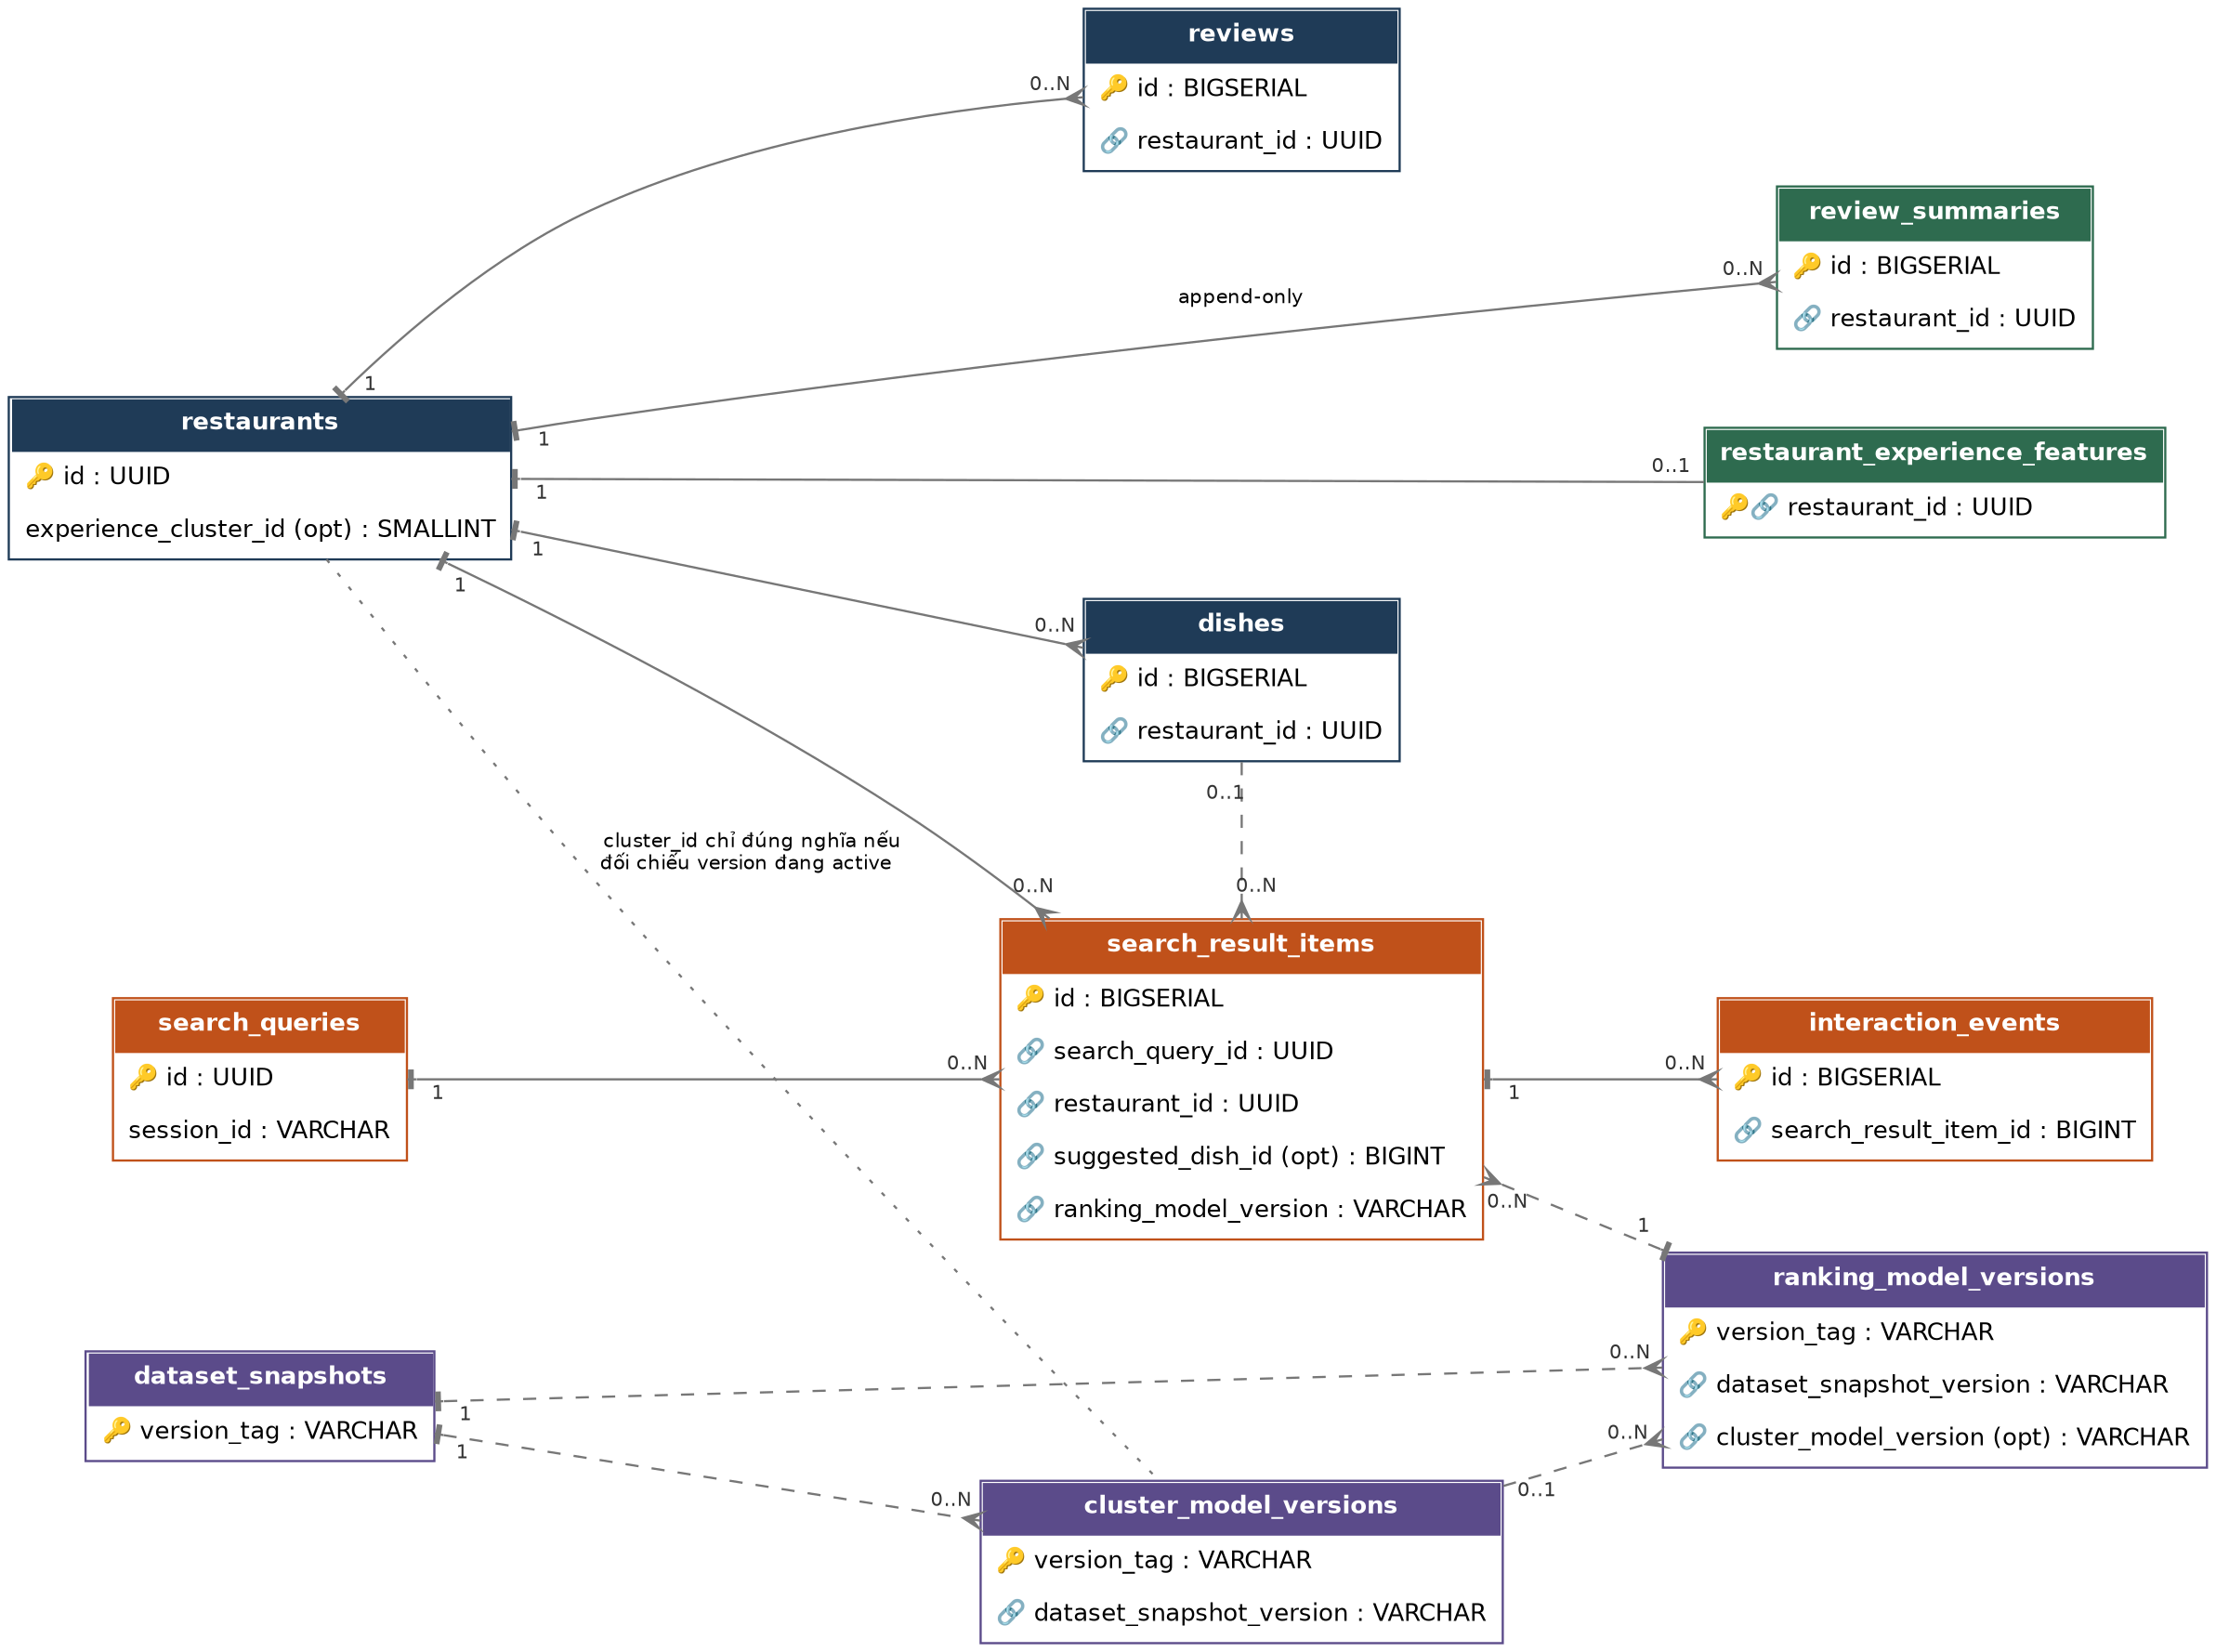 reviews
🔑 id : BIGSERIAL
🔗 restaurant_id : UUID
0..N
1
review_summaries
🔑 id : BIGSERIAL
🔗 restaurant_id : UUID
0..N
append-only
1
restaurants
🔑 id : UUID
experience_cluster_id (opt) : SMALLINT
restaurant_experience_features
🔑🔗 restaurant_id : UUID
0..1
1
1
0..N
dishes
🔑 id : BIGSERIAL
🔗 restaurant_id : UUID
1
0..N
0..1
0..N
cluster_id chỉ đúng nghĩa nếu
đối chiếu version đang active
search_result_items
🔑 id : BIGSERIAL
🔗 search_query_id : UUID
🔗 restaurant_id : UUID
🔗 suggested_dish_id (opt) : BIGINT
🔗 ranking_model_version : VARCHAR
search_queries
🔑 id : UUID
session_id : VARCHAR
1
0..N
interaction_events
🔑 id : BIGSERIAL
🔗 search_result_item_id : BIGINT
1
0..N
0..N
1
ranking_model_versions
🔑 version_tag : VARCHAR
🔗 dataset_snapshot_version : VARCHAR
🔗 cluster_model_version (opt) : VARCHAR
dataset_snapshots
🔑 version_tag : VARCHAR
1
0..N
1
0..N
0..1
0..N
cluster_model_versions
🔑 version_tag : VARCHAR
🔗 dataset_snapshot_version : VARCHAR